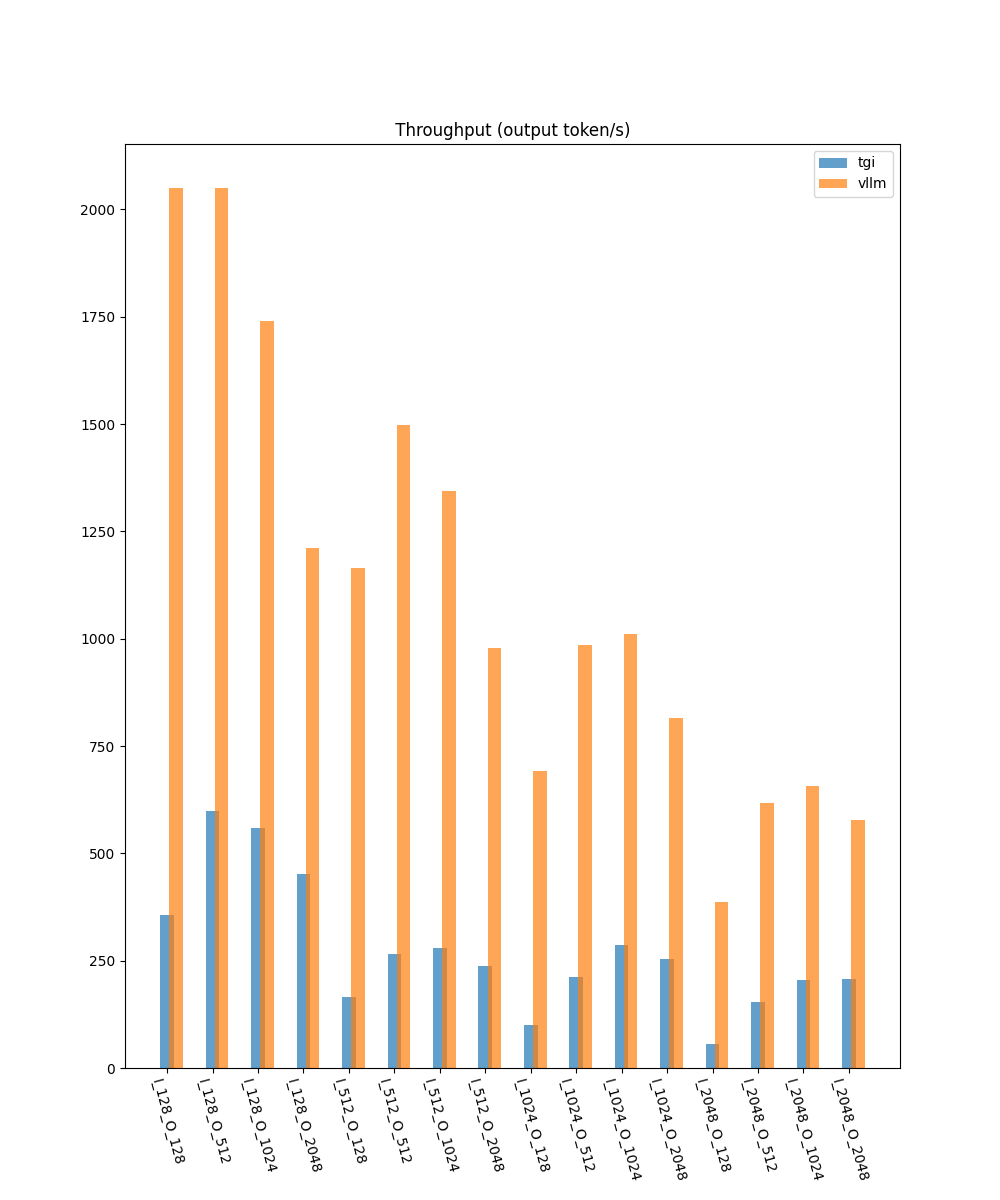 Throughput (output token/s)
tgi
vllm
2000
1750
1500
1250
1000
750
500
250
0
I_128_O_128
I_128_O_512
I_128_O_1024
I_128_O_2048
I_512_O_128
I_512_O_512
I_512_O_1024
I_512_O_2048
I_1024_O_128
I_1024_O_512
I_1024_O_1024
I_1024_O_2048
I_2048_O_128
I_2048_O_512
I_2048_O_1024
I_2048_O_2048